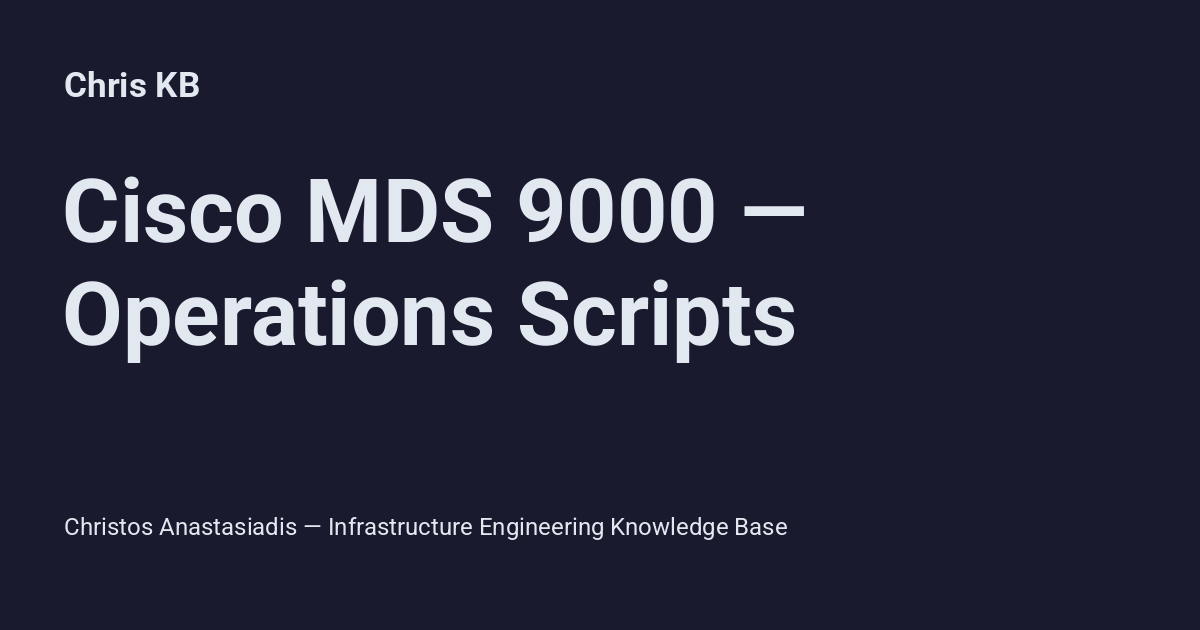 Chris KB
Cisco MDS 9000 —
Operations Scripts
Christos Anastasiadis — Infrastructure Engineering Knowledge Base